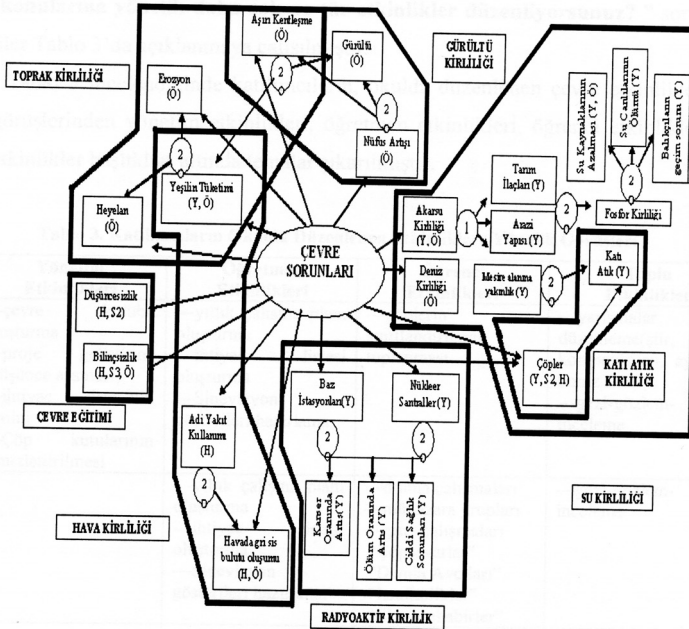 Aşırı Kentleşme
(Ö)
Gürültü
(Ö)
GÜRÜLTÜ
KİRLİLİĞİ
TOPRAK KİRLİLİĞİ
Erozyon
(Ö)
2
2
Nüfus Artışı
(Ö)
Su Kaynaklarının
Azalması (Y, Ö)
Su Canlılarının
Ölümü (Y)
Balıkçıların
geçim sorunu (Y)
2
Yeşilin Tüketimi
(Y, Ö)
2
Heyelan
(Ö)
Tarım
İlaçları (Y)
2
Fosfor Kirliliği
Akarsu
Kirliliği
(Y, Ö)
1
Arazi
Yapısı (Y)
ÇEVRE
SORUNLARI
Deniz
Kirliliği
(Ö)
Mesire alanına
yakınlık (Y)
2
Katı
Atık (Y)
Düşüncesizlik
(H, S2)
Bilinçsizlik
(H, S3, Ö)
ÇEVRE EĞİTİMİ
Çöpler
(Y, S2, H)
KATI ATIK
KİRLİLİĞİ
Baz
İstasyonları(Y)
Nükleer
Santraller (Y)
Adi Yakıt
Kullanımı
(H)
2
2
2
Kanser
Oranında
Artış(Y)
Ölüm Oranında
Artış (Y)
Ciddi Sağlık
Sorunları (Y)
SU KİRLİLİĞİ
HAVA KİRLİLİĞİ
Havada gri sis
bulutu oluşumu
(H, Ö)
RADYOAKTİF KİRLİLİK